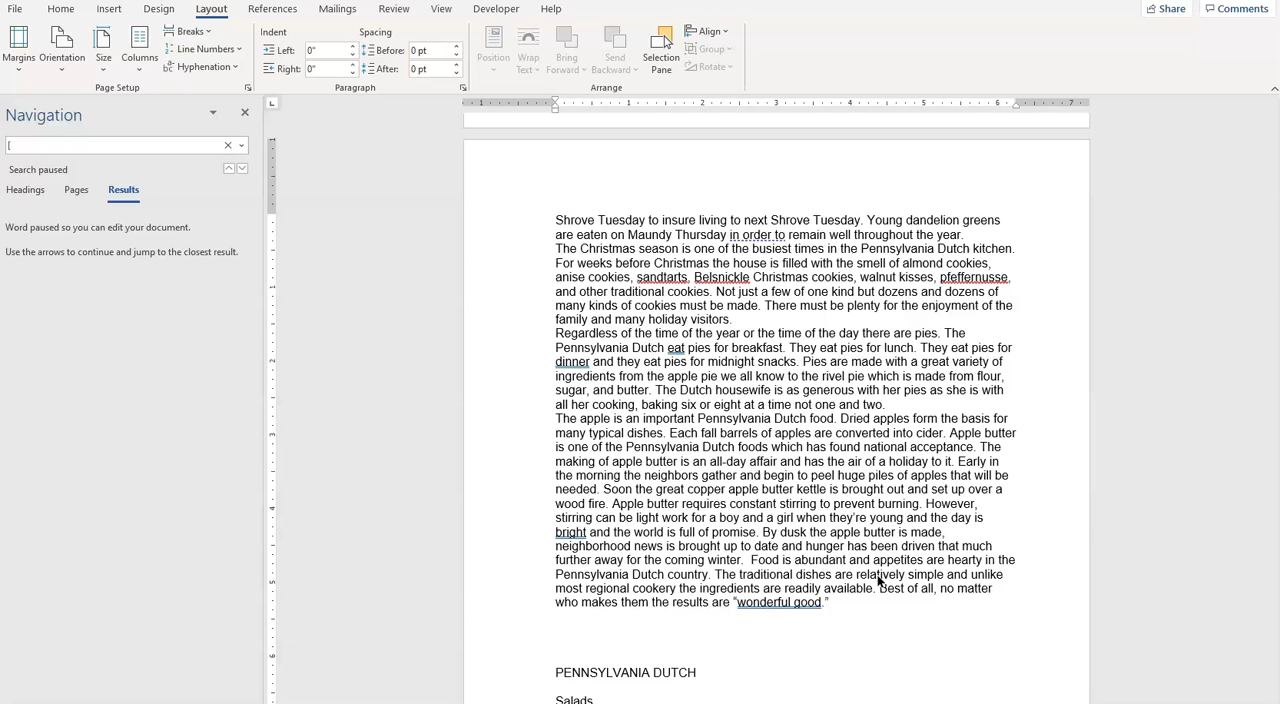 File Home Insert Design Layout References Mailings Review View Developer Help Share Comments
Margins Orientation Size Columns Breaks Line Numbers Hyphenation Page Setup
Indent Spacing
Left: 0" Before: 0 pt
Right: 0" After: 0 pt
Paragraph
Position Wrap Text Bring Forward Send Backward Selection Pane Align Group Rotate
Arrange
Navigation
[
Search paused
Headings Pages Results
Word paused so you can edit your document.
Use the arrows to continue and jump to the closest result.
1 1 2 3 4 5 6 7
1
1
2
3
4
5
6
Shrove Tuesday to insure living to next Shrove Tuesday. Young dandelion greens
are eaten on Maundy Thursday in order to remain well throughout the year.
The Christmas season is one of the busiest times in the Pennsylvania Dutch kitchen.
For weeks before Christmas the house is filled with the smell of almond cookies,
anise cookies, sandtarts, Belsnickle Christmas cookies, walnut kisses, pfeffernusse,
and other traditional cookies. Not just a few of one kind but dozens and dozens of
many kinds of cookies must be made. There must be plenty for the enjoyment of the
family and many holiday visitors.
Regardless of the time of the year or the time of the day there are pies. The
Pennsylvania Dutch eat pies for breakfast. They eat pies for lunch. They eat pies for
dinner and they eat pies for midnight snacks. Pies are made with a great variety of
ingredients from the apple pie we all know to the rivel pie which is made from flour,
sugar, and butter. The Dutch housewife is as generous with her pies as she is with
all her cooking, baking six or eight at a time not one and two.
The apple is an important Pennsylvania Dutch food. Dried apples form the basis for
many typical dishes. Each fall barrels of apples are converted into cider. Apple butter
is one of the Pennsylvania Dutch foods which has found national acceptance. The
making of apple butter is an all-day affair and has the air of a holiday to it. Early in
the morning the neighbors gather and begin to peel huge piles of apples that will be
needed. Soon the great copper apple butter kettle is brought out and set up over a
wood fire. Apple butter requires constant stirring to prevent burning. However,
stirring can be light work for a boy and a girl when they’re young and the day is
bright and the world is full of promise. By dusk the apple butter is made,
neighborhood news is brought up to date and hunger has been driven that much
further away for the coming winter.  Food is abundant and appetites are hearty in the
Pennsylvania Dutch country. The traditional dishes are relatively simple and unlike
most regional cookery the ingredients are readily available. Best of all, no matter
who makes them the results are “wonderful good.”
PENNSYLVANIA DUTCH
Salads